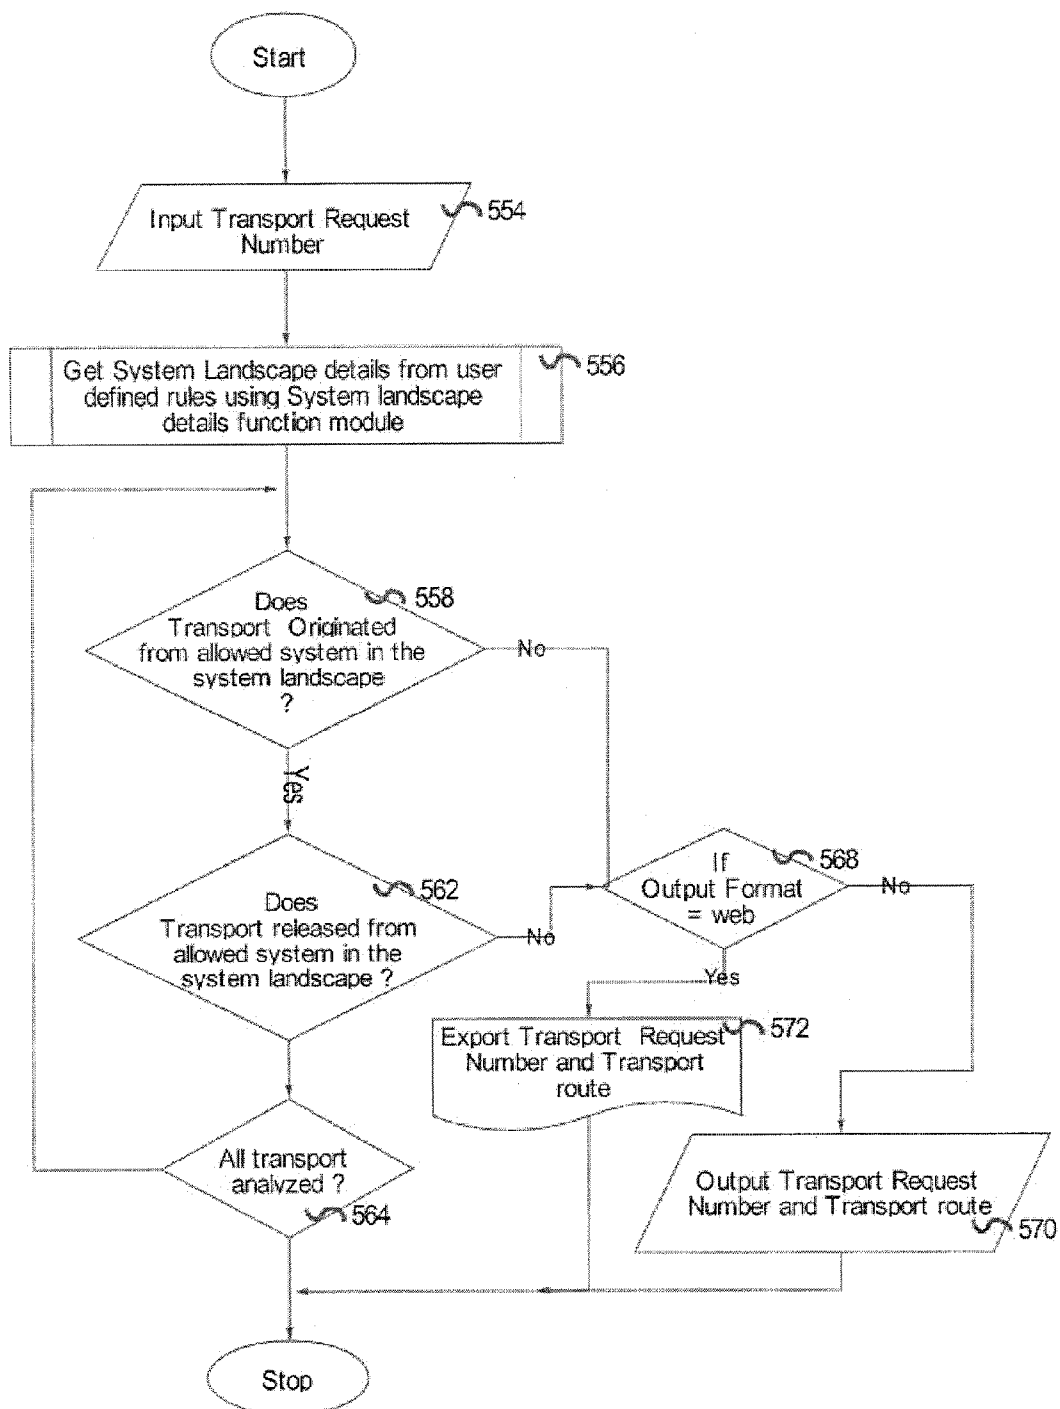 Start
Input Transport Request
Number
554
Get System Landscape details from user
defined rules using System landscape
details function module
556
Does
Transport Originated
from allowed system in the
system landscape
?
558
No
Yes
Does
Transport released from
allowed system in the
system landscape ?
562
No
If
Output Format
= web
568
No
Yes
Export Transport Request
Number and Transport
route
572
All transport
analyzed ?
564
Output Transport Request
Number and Transport route
570
Stop